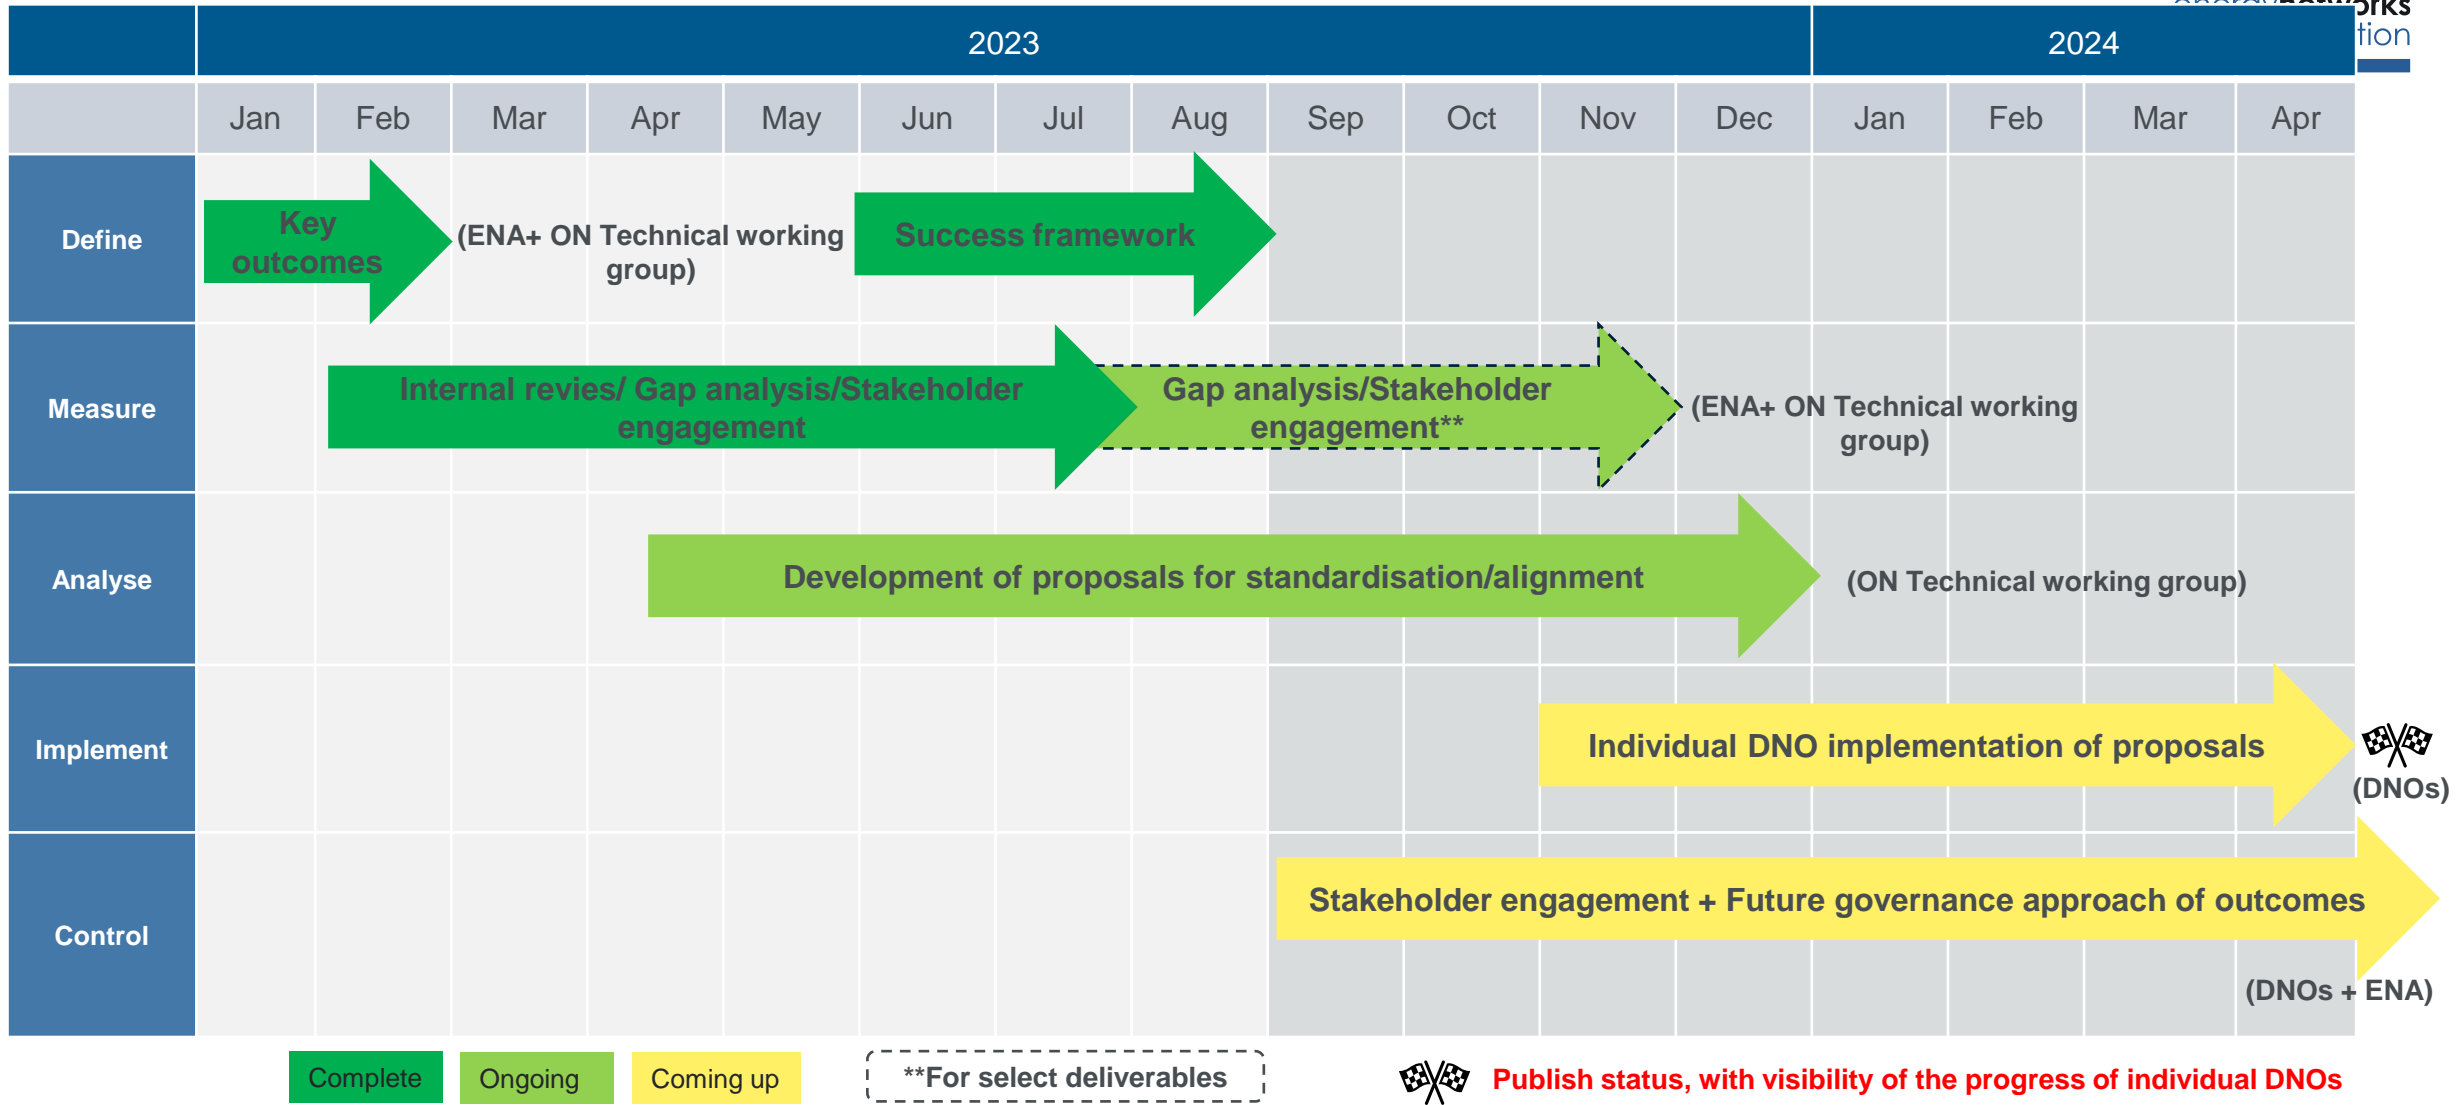 2023
2024
tion
Jan
Feb
Mar
Apr
May
Jun
Jul
Aug
Sep
Oct
Nov
Dec
Jan
Feb
Mar
Apr
Define
Key
outcomes
(ENA+ ON Technical working
group)
Success framework
Measure
Internal revies/ Gap analysis/Stakeholder
engagement
Gap analysis/Stakeholder
engagement**
(ENA+ ON Technical working
group)
Analyse
Development of proposals for standardisation/alignment
(ON Technical working group)
Implement
Individual DNO implementation of proposals
(DNOs)
Control
Stakeholder engagement + Future governance approach of outcomes
(DNOs + ENA)
Complete
Ongoing
Coming up
**For select deliverables
Publish status, with visibility of the progress of individual DNOs